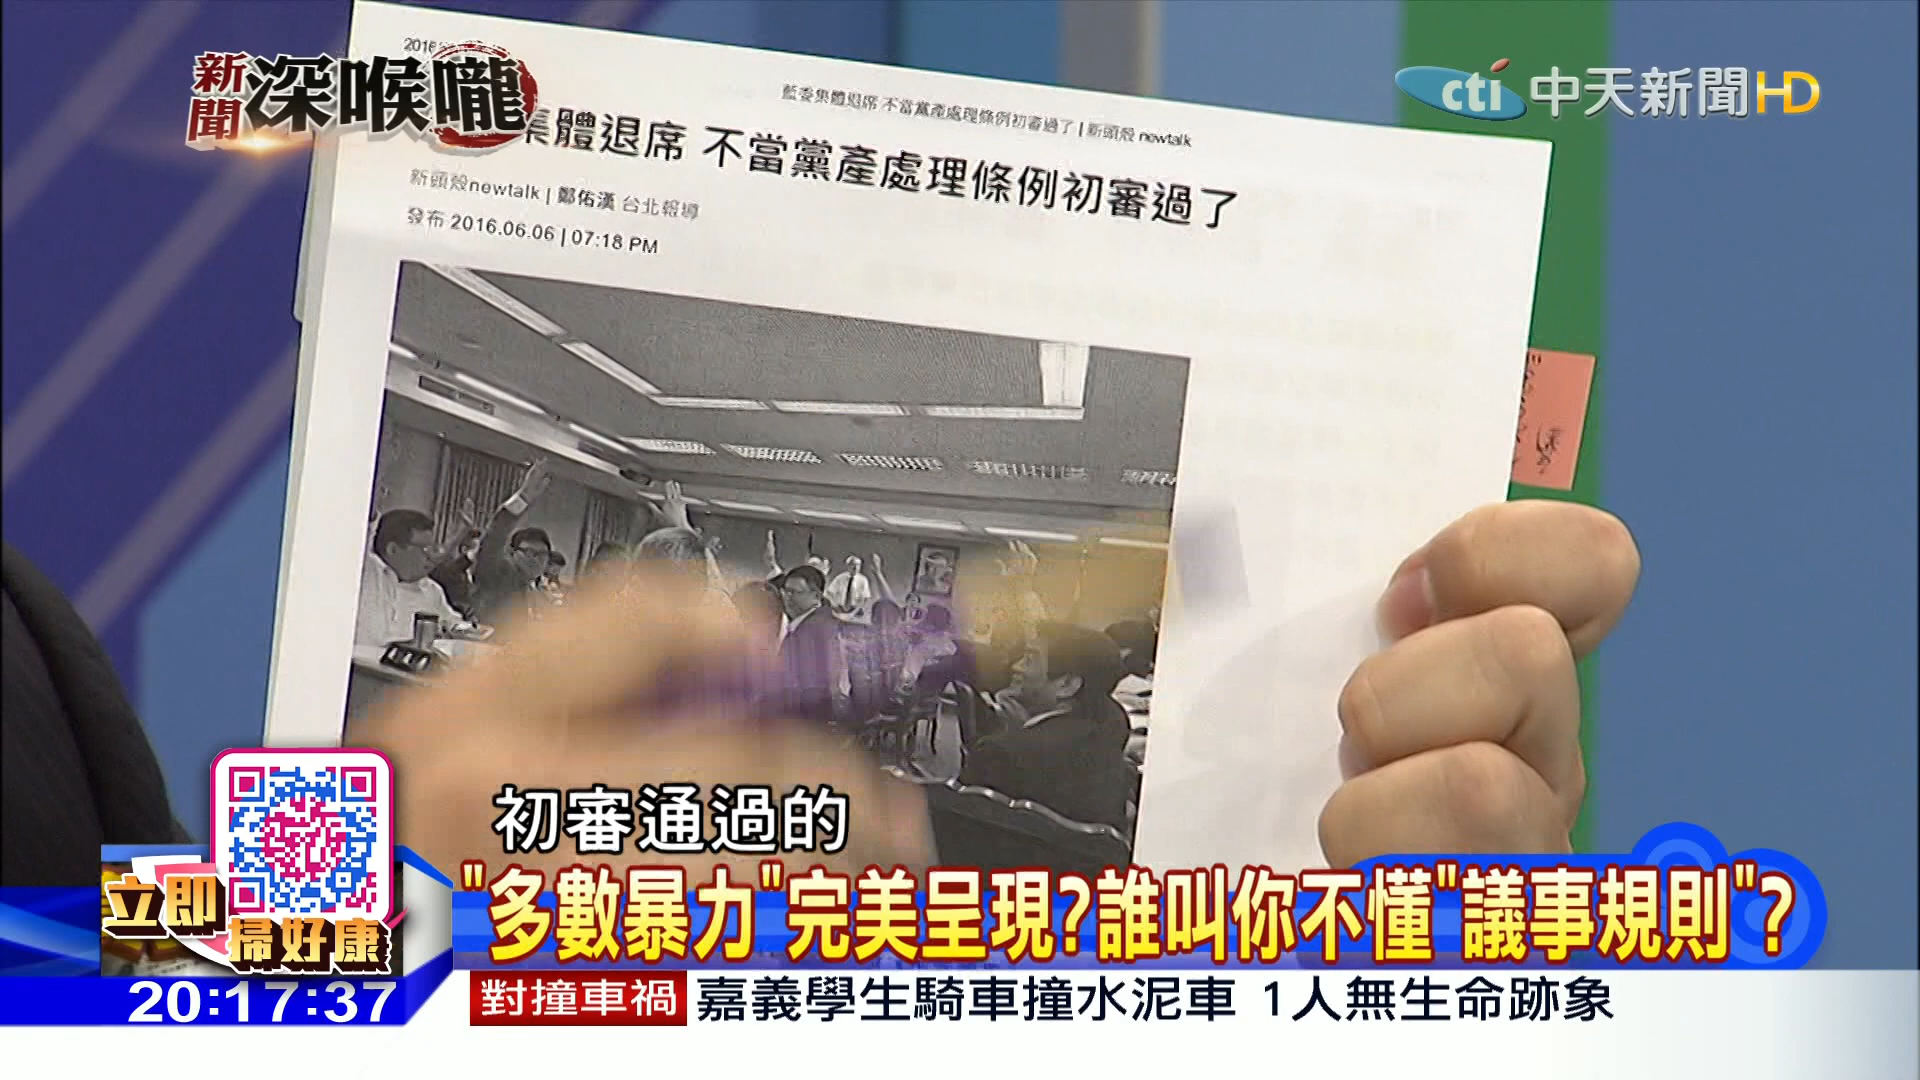 新聞深喉嚨
cti 中天新聞HD
2016
藍委集體退席 不當黨產處理條例初審過了 | 新頭殼 newtalk
集體退席 不當黨產處理條例初審過了
新頭殼newtalk | 鄭佑漢 台北報導
發布 2016.06.06 | 07:18 PM
初審通過的
"多數暴力"完美呈現?誰叫你不懂"議事規則"?
立即
掃好康
20:17:37
對撞車禍 嘉義學生騎車撞水泥車 1人無生命跡象